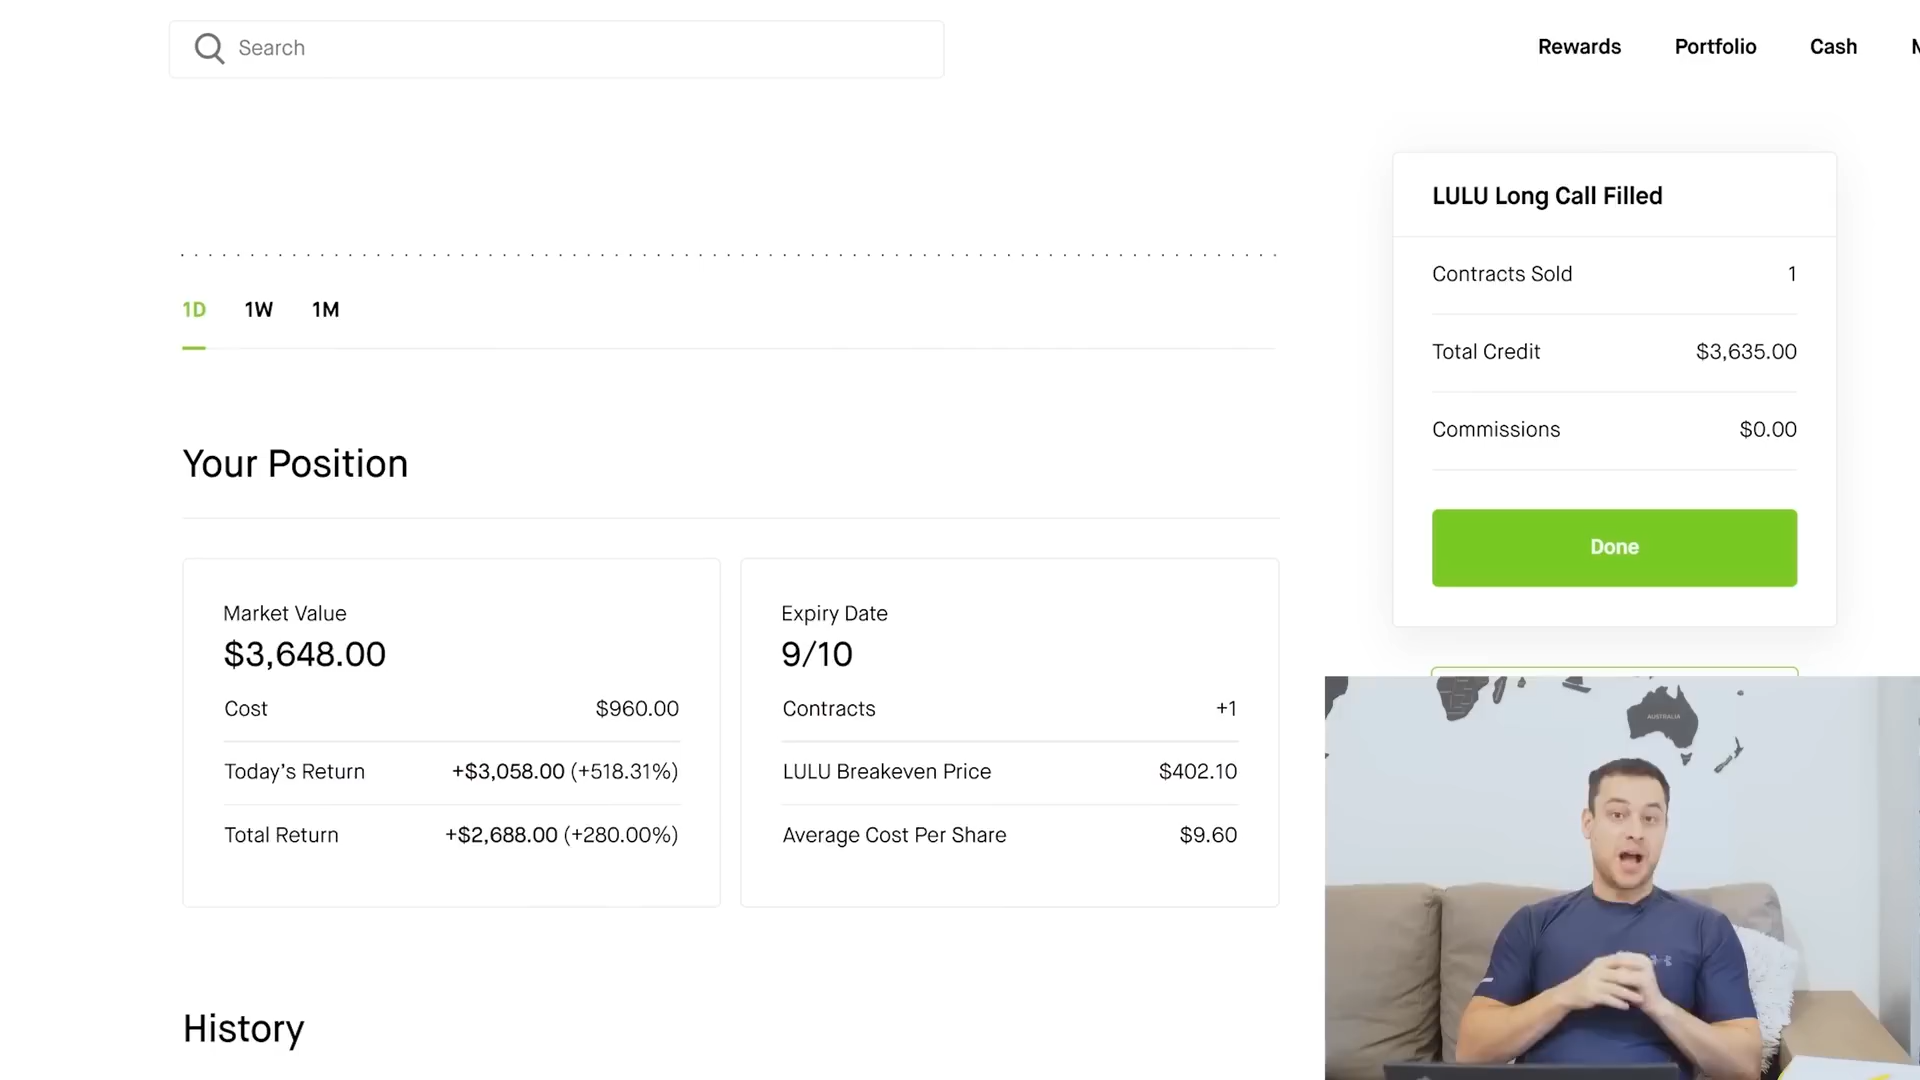 Search
Rewards
Portfolio
Cash
1D
1W
1M
Your Position
Market Value
$3,648.00
Cost
$960.00
Today's Return
+$3,058.00 (+518.31%)
Total Return
+$2,688.00 (+280.00%)
Expiry Date
9/10
Contracts
+1
LULU Breakeven Price
$402.10
Average Cost Per Share
$9.60
History
LULU Long Call Filled
Contracts Sold
1
Total Credit
$3,635.00
Commissions
$0.00
Done
AUSTRALIA